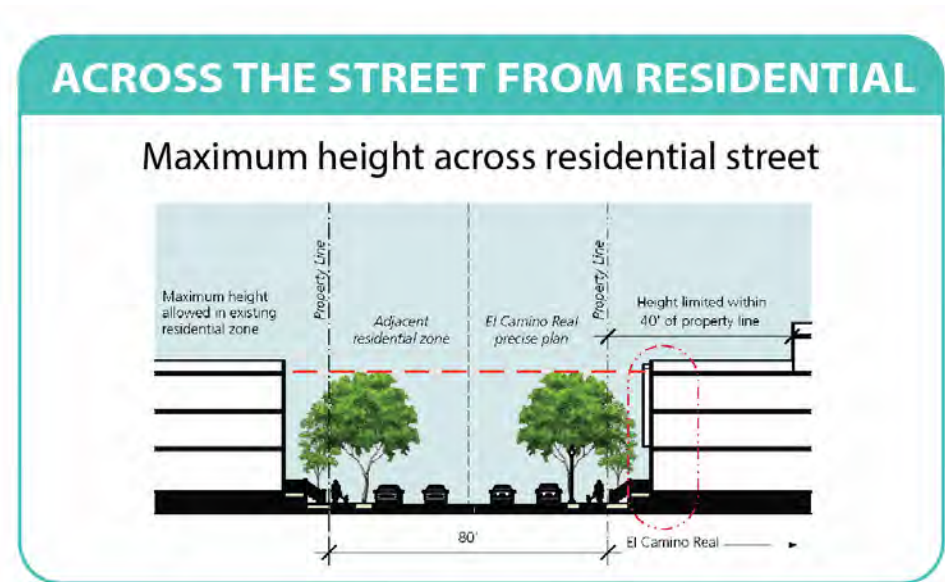 ACROSS THE STREET FROM RESIDENTIAL
Maximum height across residential street
Property Line
Property Line
Maximum height
allowed in existing
residential zone
Adjacent
residential zone
El Camino Real
precise plan
Height limited within
40' of property line
80'
El Camino Real